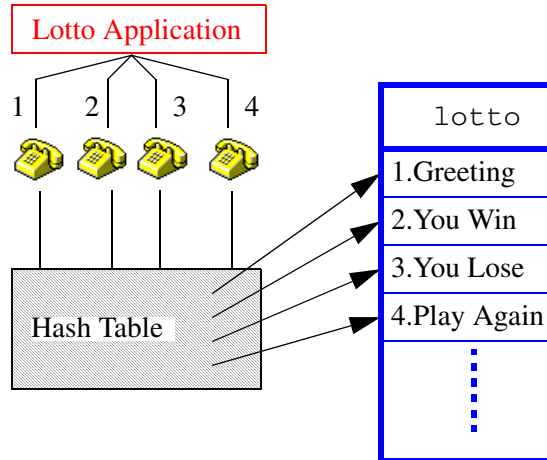 Lotto Application
1 2 3 4
Hash Table
lotto
1.Greeting
2.You Win
3.You Lose
4.Play Again